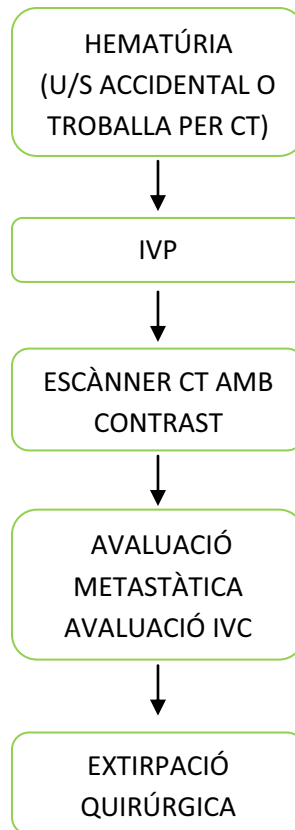 HEMATÚRIA
(U/S ACCIDENTAL O
TROBALLA PER CT)
IVP
ESCÀNNER CT AMB
CONTRAST
AVALUACIÓ
METASTÀTICA
AVALUACIÓ IVC
EXTIRPACIÓ
QUIRÚRGICA